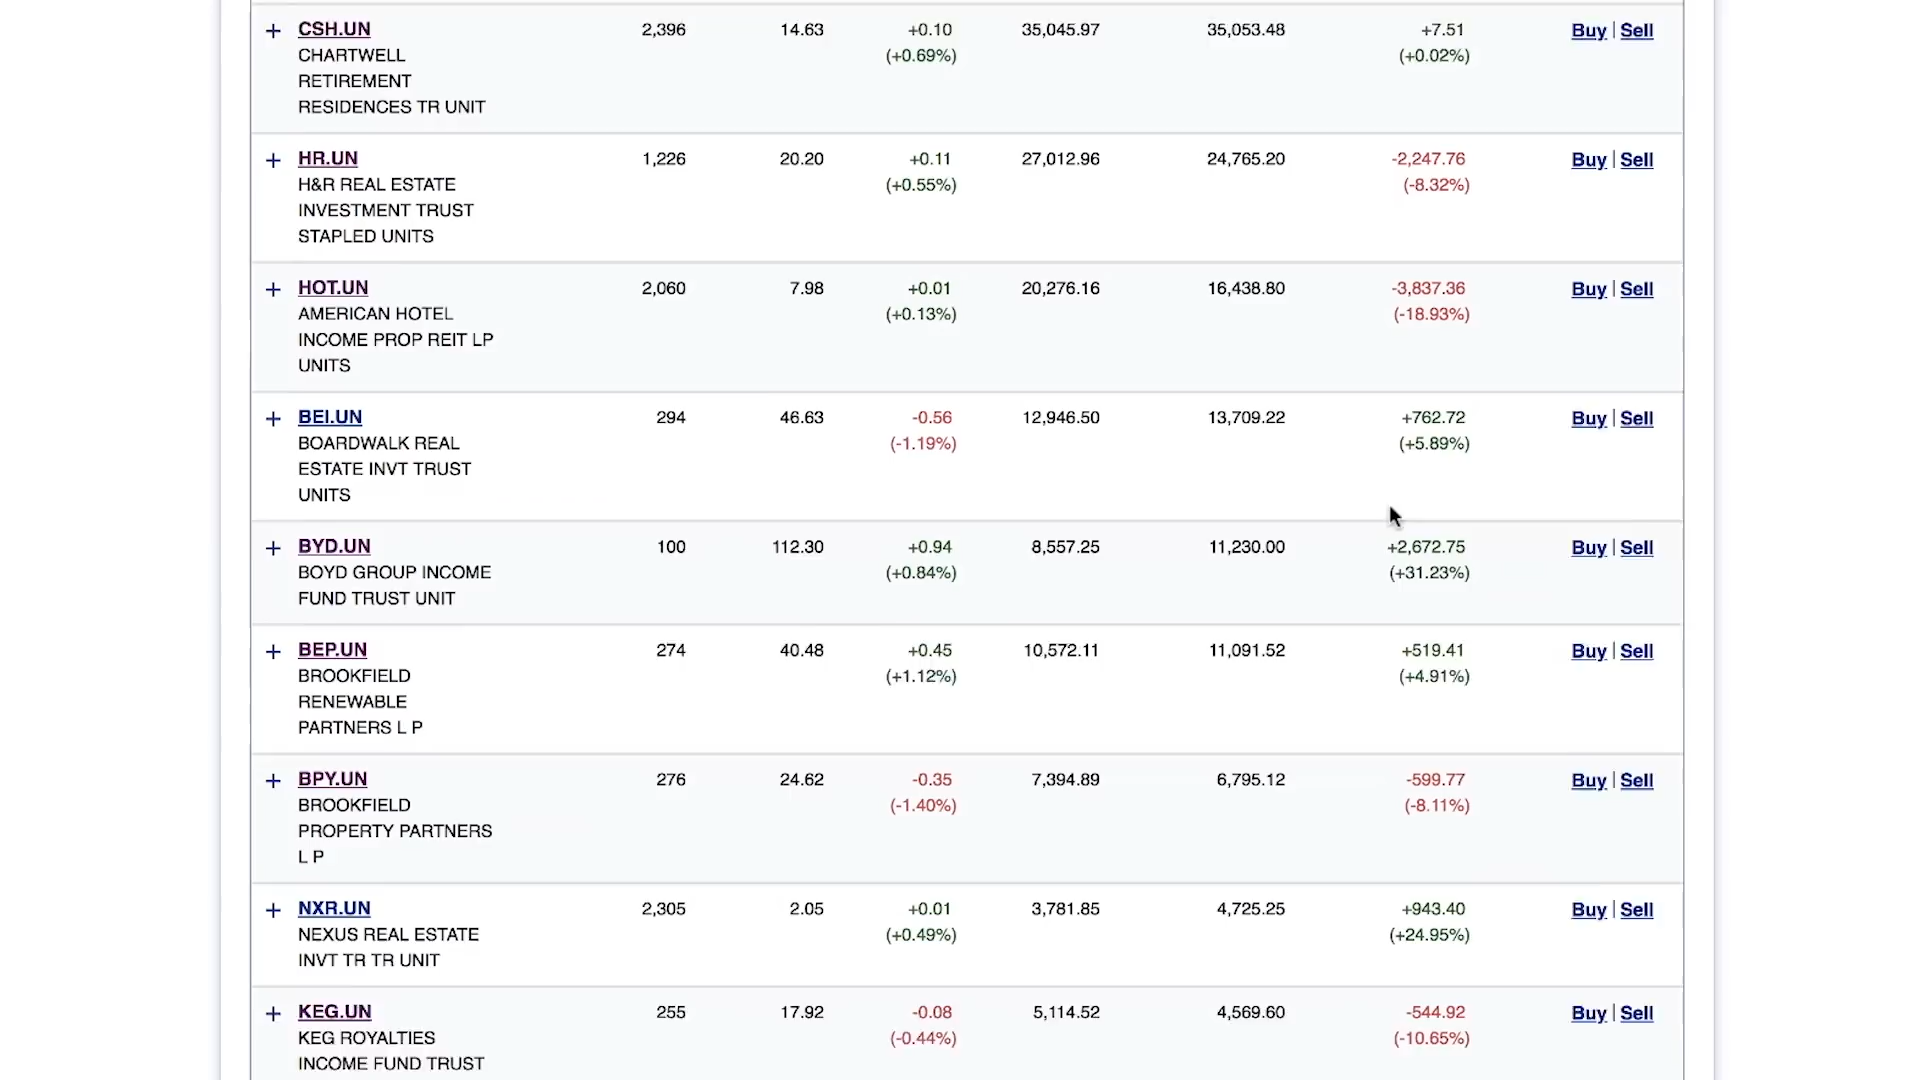 + CSH.UN 2,396 14.63 +0.10 35,045.97 35,053.48 +7.51 Buy | Sell
CHARTWELL (+0.69%) (+0.02%)
RETIREMENT
RESIDENCES TR UNIT
+ HR.UN 1,226 20.20 +0.11 27,012.96 24,765.20 -2,247.76 Buy | Sell
H&R REAL ESTATE (+0.55%) (-8.32%)
INVESTMENT TRUST
STAPLED UNITS
+ HOT.UN 2,060 7.98 +0.01 20,276.16 16,438.80 -3,837.36 Buy | Sell
AMERICAN HOTEL (+0.13%) (-18.93%)
INCOME PROP REIT LP
UNITS
+ BEI.UN 294 46.63 -0.56 12,946.50 13,709.22 +762.72 Buy | Sell
BOARDWALK REAL (-1.19%) (+5.89%)
ESTATE INVT TRUST
UNITS
+ BYD.UN 100 112.30 +0.94 8,557.25 11,230.00 +2,672.75 Buy | Sell
BOYD GROUP INCOME (+0.84%) (+31.23%)
FUND TRUST UNIT
+ BEP.UN 274 40.48 +0.45 10,572.11 11,091.52 +519.41 Buy | Sell
BROOKFIELD (+1.12%) (+4.91%)
RENEWABLE
PARTNERS L P
+ BPY.UN 276 24.62 -0.35 7,394.89 6,795.12 -599.77 Buy | Sell
BROOKFIELD (-1.40%) (-8.11%)
PROPERTY PARTNERS
L P
+ NXR.UN 2,305 2.05 +0.01 3,781.85 4,725.25 +943.40 Buy | Sell
NEXUS REAL ESTATE (+0.49%) (+24.95%)
INVT TR TR UNIT
+ KEG.UN 255 17.92 -0.08 5,114.52 4,569.60 -544.92 Buy | Sell
KEG ROYALTIES (-0.44%) (-10.65%)
INCOME FUND TRUST